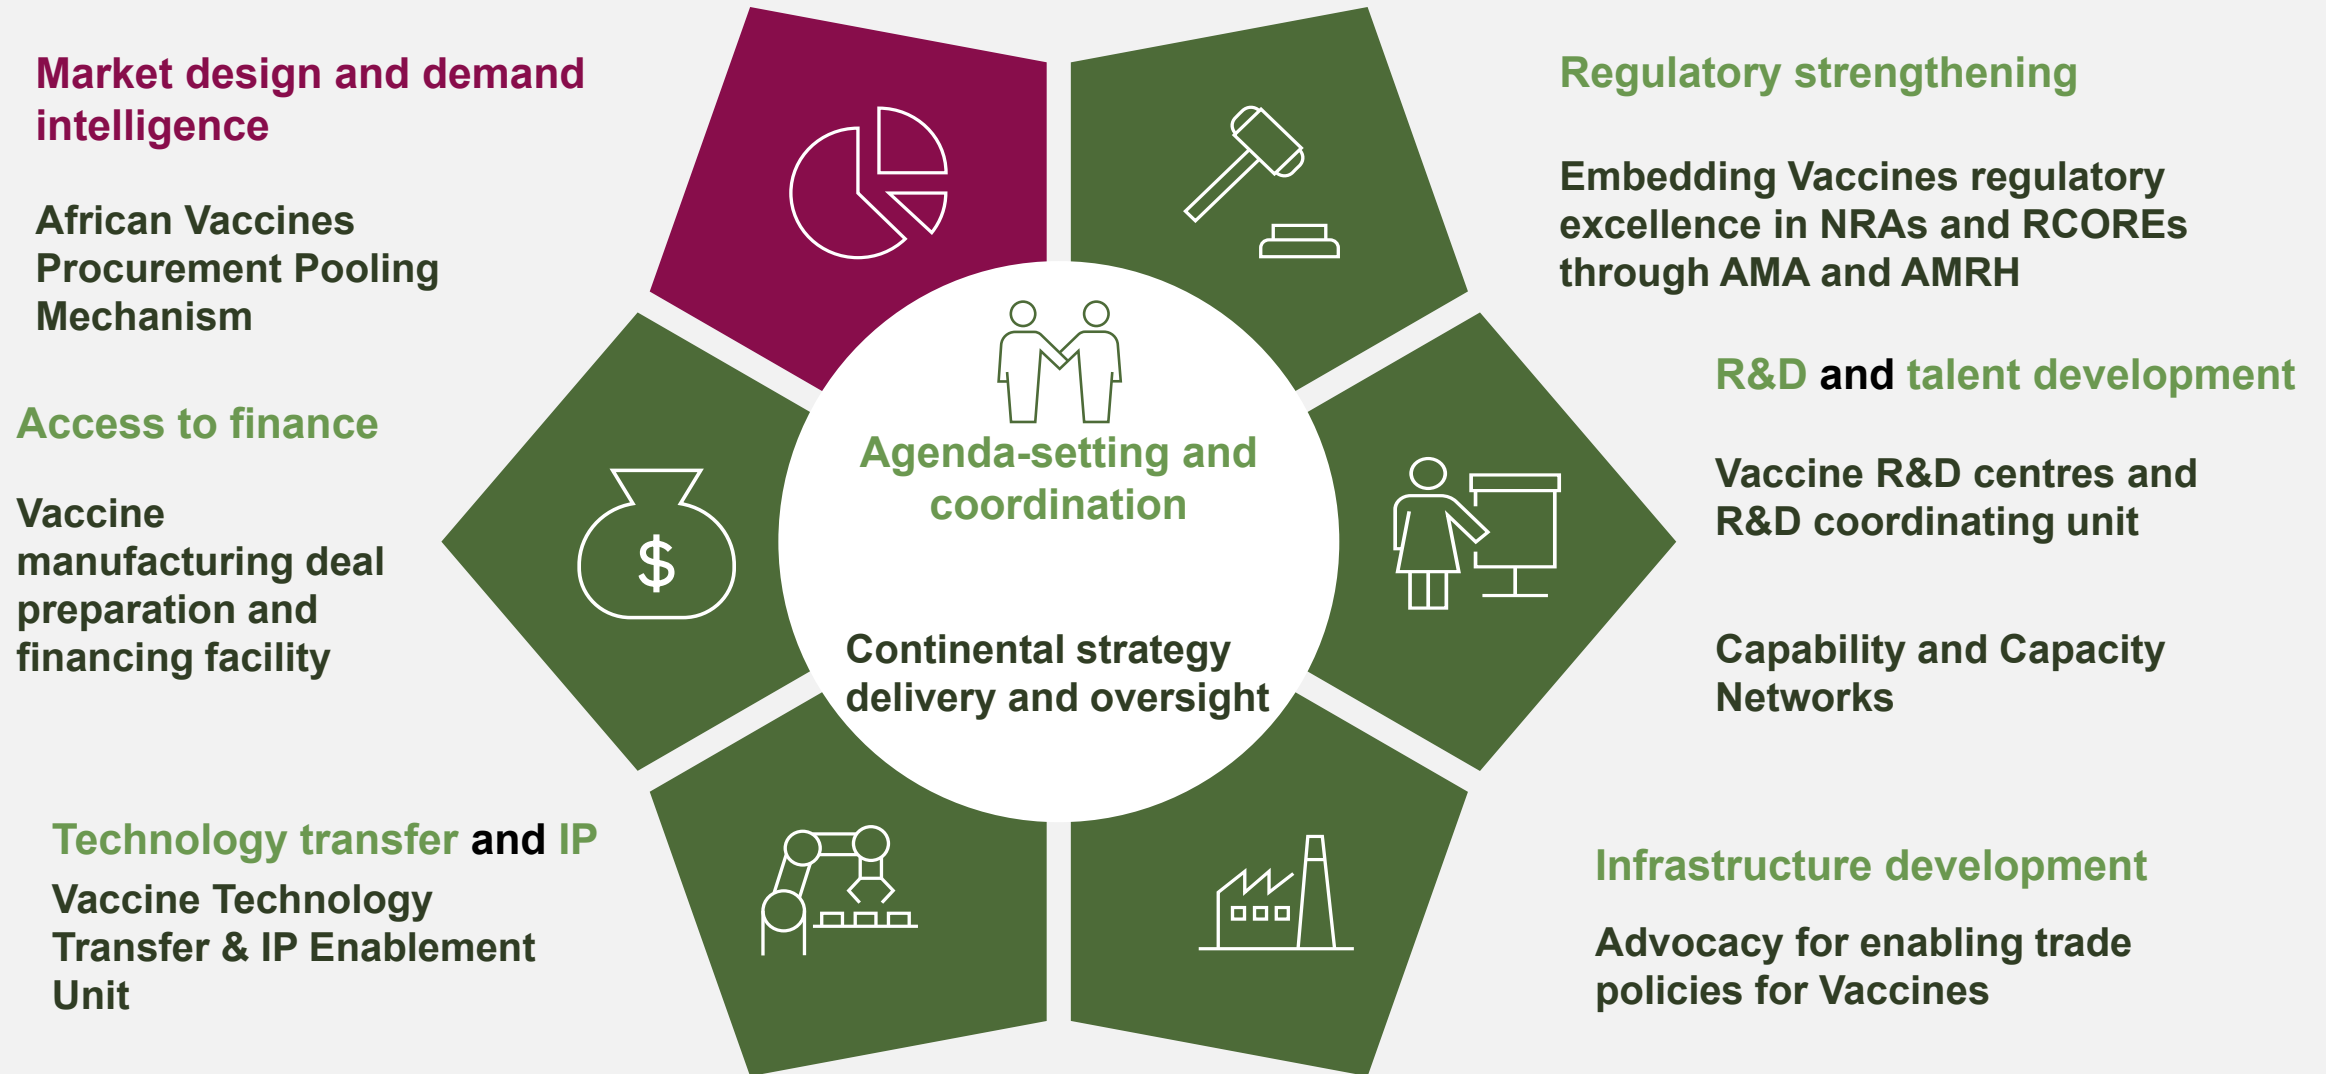 Market design and demand
intelligence
African Vaccines
Procurement Pooling
Mechanism
Access to finance
Vaccine
manufacturing deal
preparation and
financing facility
Technology transfer and IP
Vaccine Technology
Transfer & IP Enablement
Unit
$
Agenda-setting and
coordination
Continental strategy
delivery and oversight
Regulatory strengthening
Embedding Vaccines regulatory
excellence in NRAs and RCOREs
through AMA and AMRH
R&D and talent development
Vaccine R&D centres and
R&D coordinating unit
Capability and Capacity
Networks
Infrastructure development
Advocacy for enabling trade
policies for Vaccines